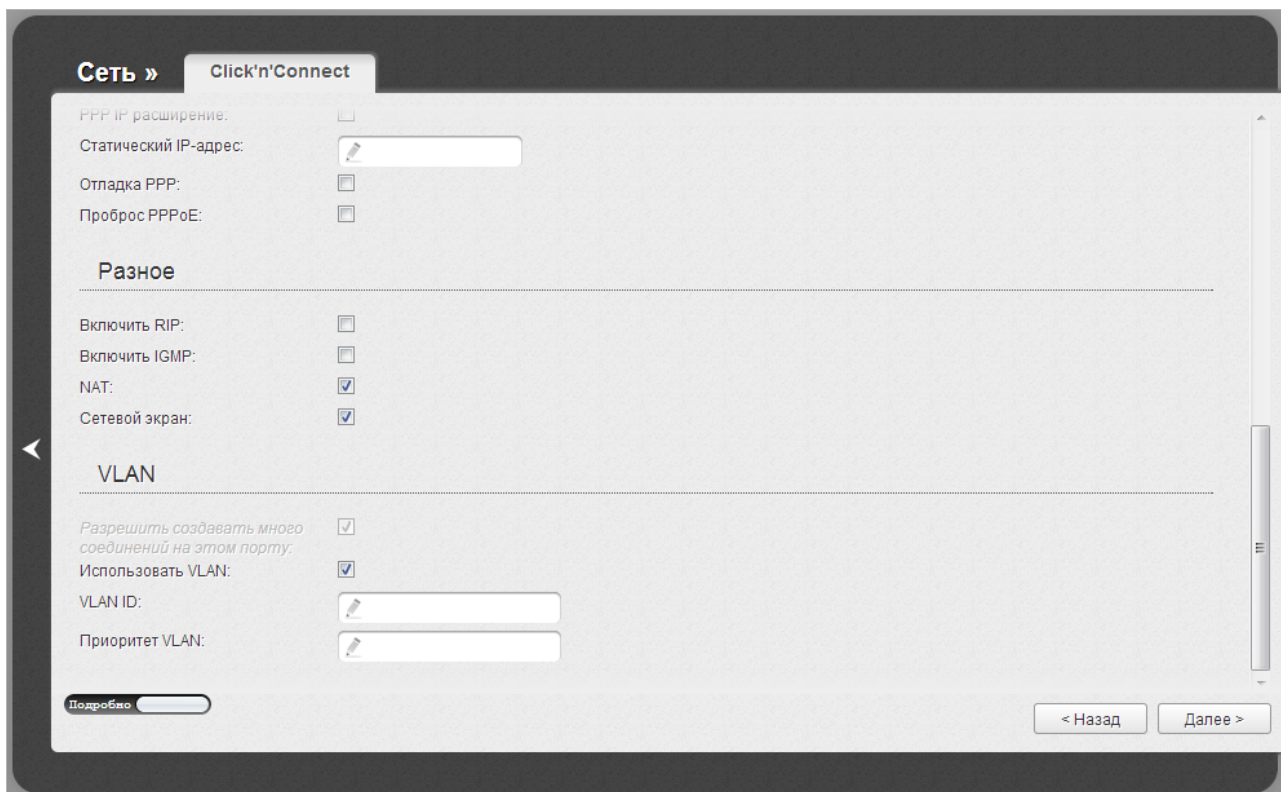 Сеть »
Click'n'Connect
PPP IP расширение:
Статический IP-адрес:
Отладка PPP:
Проброс PPPoE:
Разное
Включить RIP:
Включить IGMP:
NAT:
Сетевой экран:
VLAN
Разрешить создавать много
соединений на этом порту:
Использовать VLAN:
VLAN ID:
Приоритет VLAN:
Подробно
< Назад
Далее >